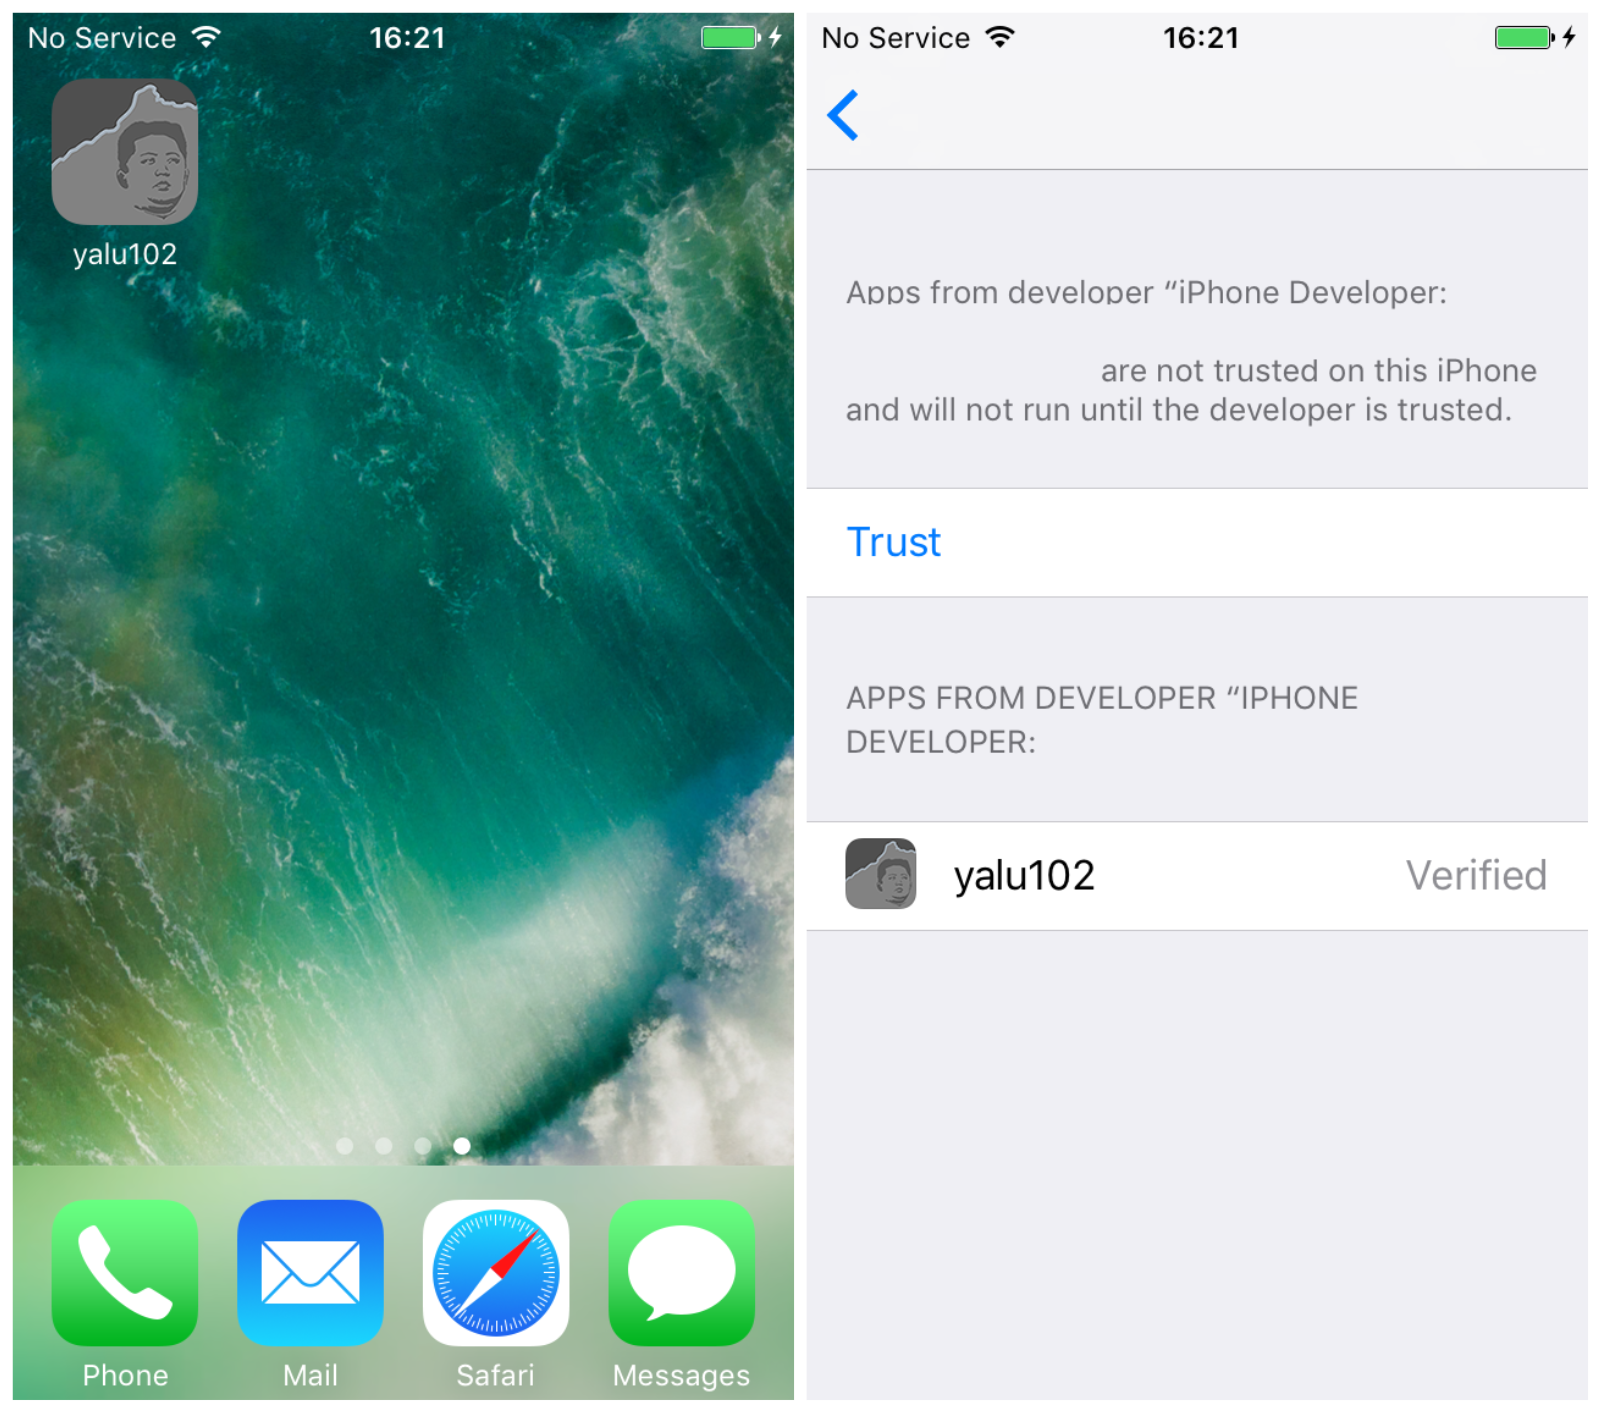 No Service 16:21
yalu102
Phone Mail Safari Messages
No Service 16:21
Apps from developer “iPhone Developer:
are not trusted on this iPhone
and will not run until the developer is trusted.
Trust
APPS FROM DEVELOPER “IPHONE
DEVELOPER:
yalu102 Verified